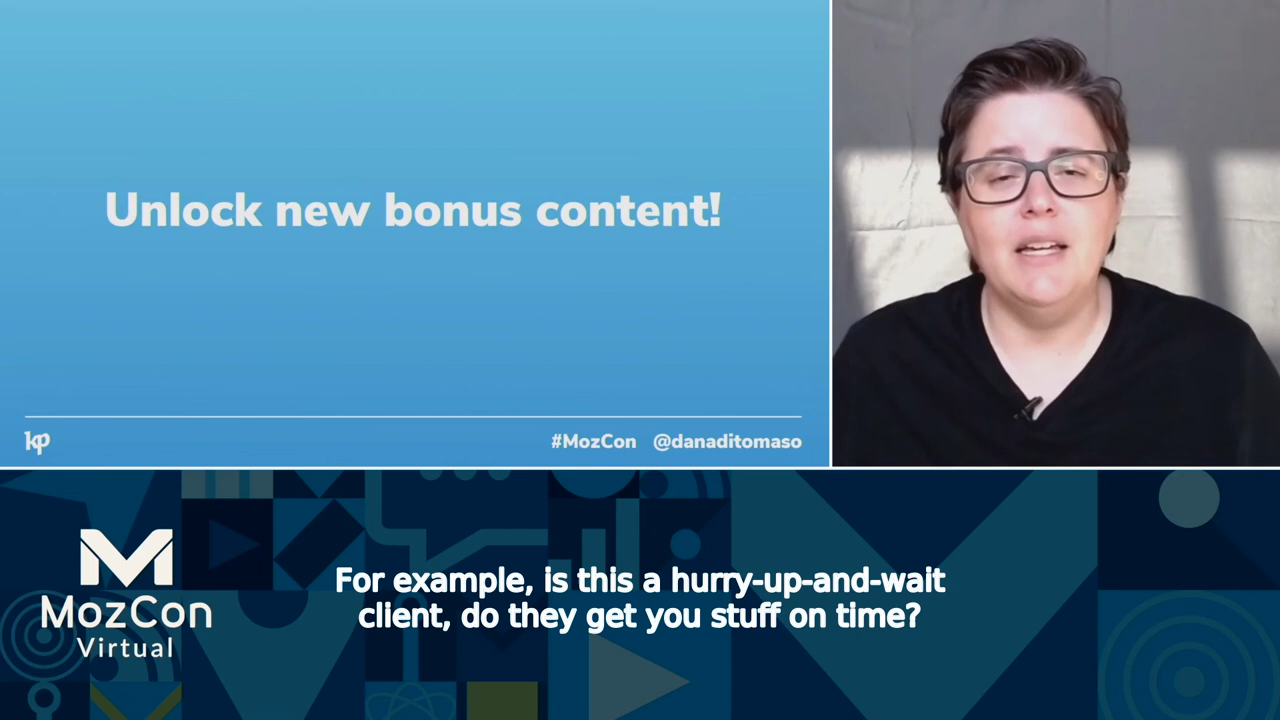 Unlock new bonus content!
kp
#MozCon @danaditomaso
MozCon
Virtual
For example, is this a hurry-up-and-wait
client, do they get you stuff on time?